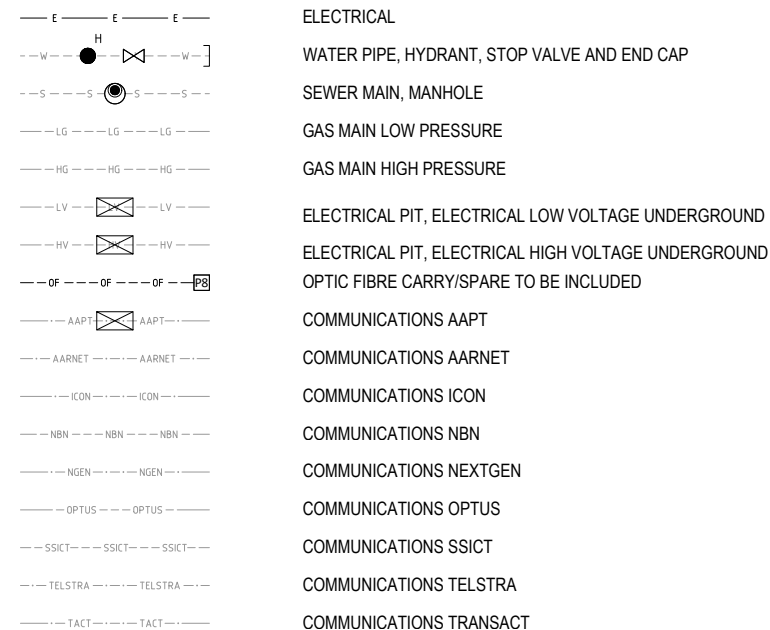 E E E ELECTRICAL
H
W W WATER PIPE, HYDRANT, STOP VALVE AND END CAP
S S S S SEWER MAIN, MANHOLE
LG LG LG GAS MAIN LOW PRESSURE
HG HG HG GAS MAIN HIGH PRESSURE
LV LV ELECTRICAL PIT, ELECTRICAL LOW VOLTAGE UNDERGROUND
HV HV HV ELECTRICAL PIT, ELECTRICAL HIGH VOLTAGE UNDERGROUND
OF OF OF P8 OPTIC FIBRE CARRY/SPARE TO BE INCLUDED
AAPT AAPT COMMUNICATIONS AAPT
AARNET AARNET COMMUNICATIONS AARNET
ICON ICON COMMUNICATIONS ICON
NBN NBN NBN COMMUNICATIONS NBN
NGEN NGEN COMMUNICATIONS NEXTGEN
OPTUS OPTUS COMMUNICATIONS OPTUS
SSICT SSICT SSICT COMMUNICATIONS SSICT
TELSTRA TELSTRA COMMUNICATIONS TELSTRA
TACT TACT COMMUNICATIONS TRANSACT